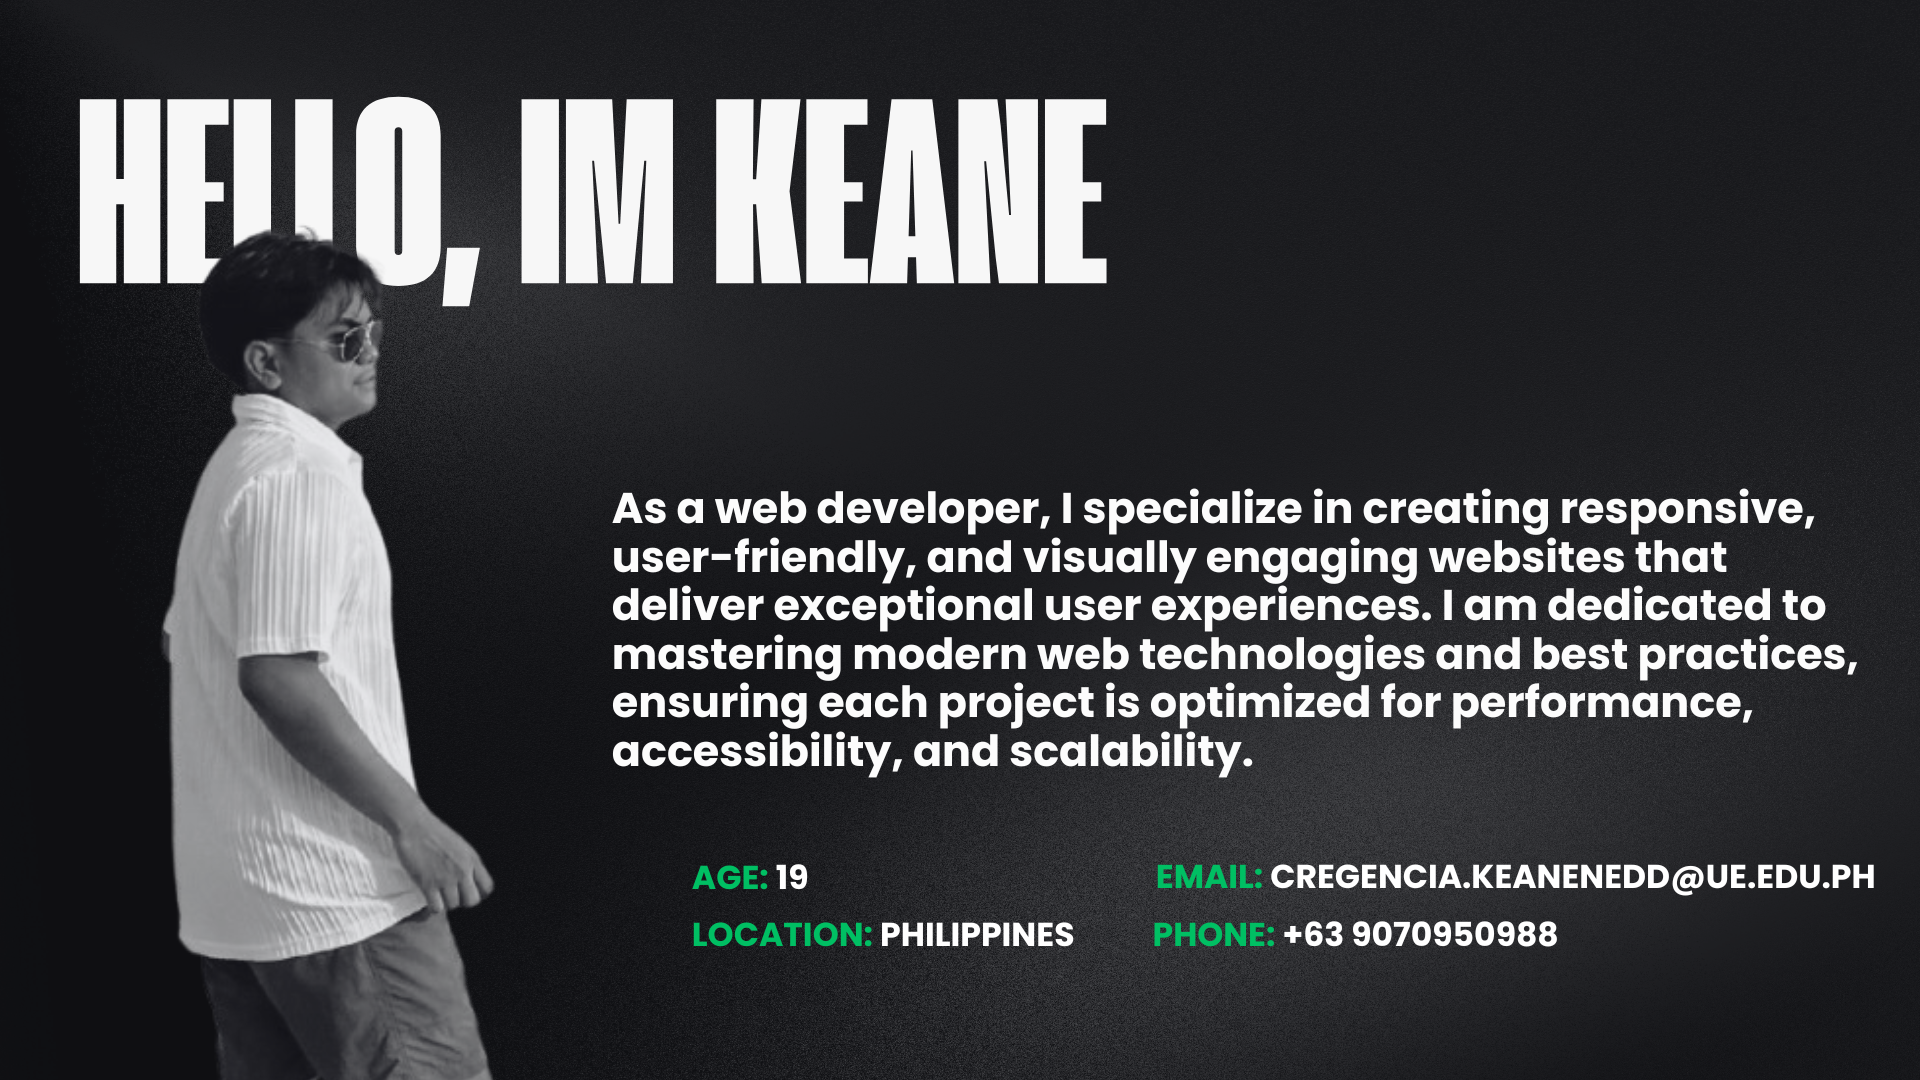 HELLO, IM KEANE
As a web developer, I specialize in creating responsive,
user-friendly, and visually engaging websites that
deliver exceptional user experiences. I am dedicated to
mastering modern web technologies and best practices,
ensuring each project is optimized for performance,
accessibility, and scalability.
AGE: 19
EMAIL: CREGENCIA.KEANENEDD@UE.EDU.PH
LOCATION: PHILIPPINES
PHONE: +63 9070950988